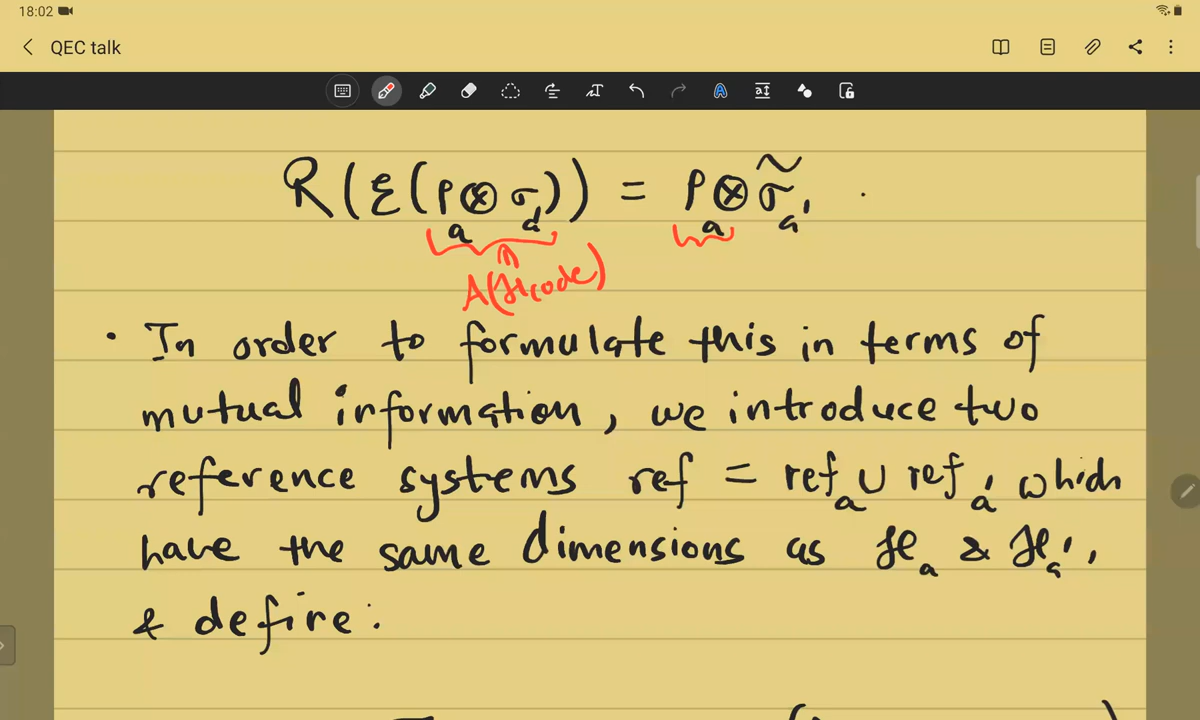 18:02
QEC talk
R(ℰ(ρ_a ⊗ σ_a')) = ρ_a ⊗ σ̃_a' .
A(ℋcode)
• In order to formulate this in terms of
mutual information, we introduce two
reference systems ref = ref_a ∪ ref_a' which
have the same dimensions as ℋ_a & ℋ_a',
& define: